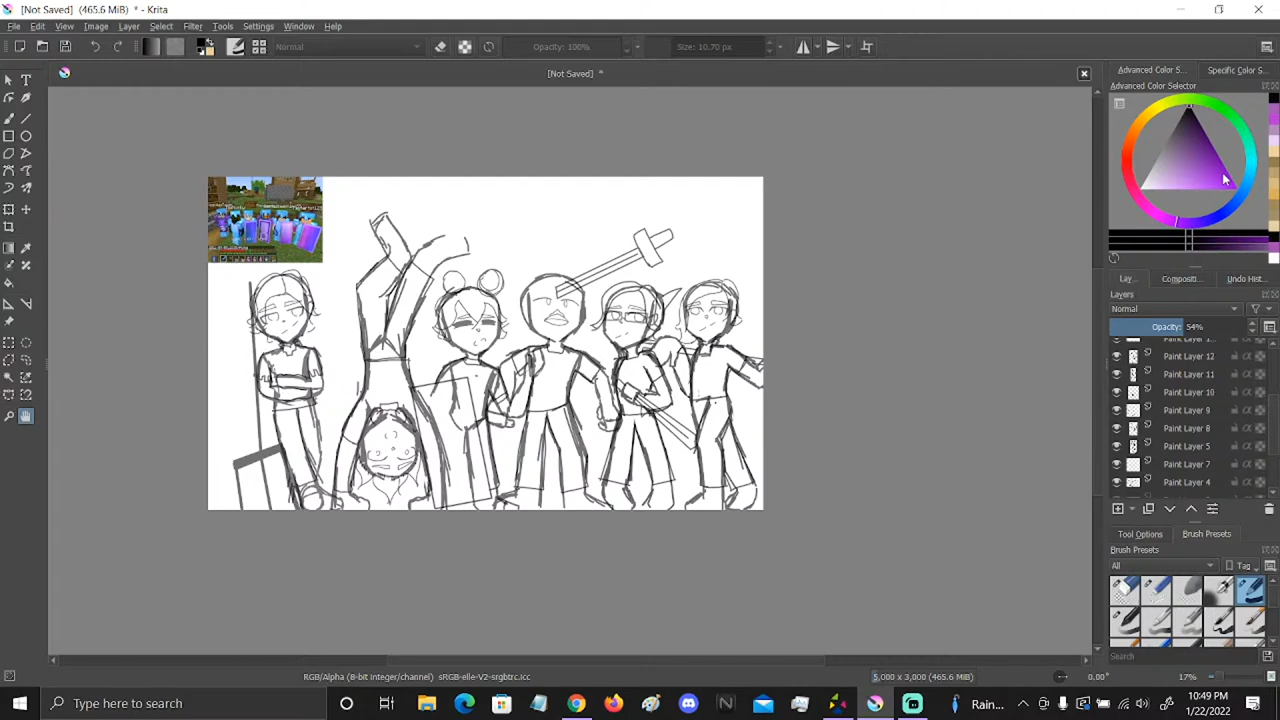 [Not Saved] (465.6 MiB) * - Krita
File Edit View Image Layer Select Filter Tools Settings Window Help
Normal Opacity: 100% Size: 10.70 px
[Not Saved] *
Advanced Color S... Specific Color S...
Advanced Color Selector
Lay... Compositi... Undo Hist...
Layers
Normal
Opacity: 54%
Paint Layer 12
Paint Layer 11
Paint Layer 10
Paint Layer 9
Paint Layer 8
Paint Layer 5
Paint Layer 7
Paint Layer 4
Tool Options Brush Presets
Brush Presets
All Tag
Search
RGB/Alpha (8-bit integer/channel) sRGB-elle-V2-srgbtrc.icc 5,000 x 3,000 (465.6 MiB) 0.00° 17%
Type here to search Rain... 10:49 PM
1/22/2022